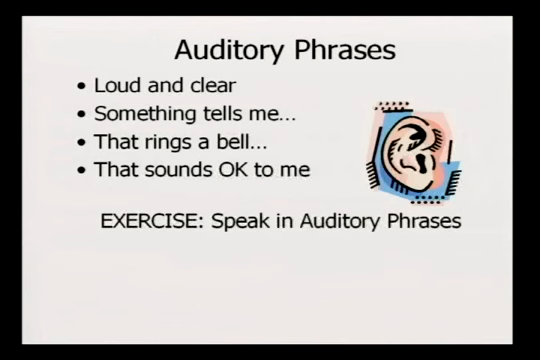 Auditory Phrases
• Loud and clear
• Something tells me...
• That rings a bell...
• That sounds OK to me
EXERCISE: Speak in Auditory Phrases